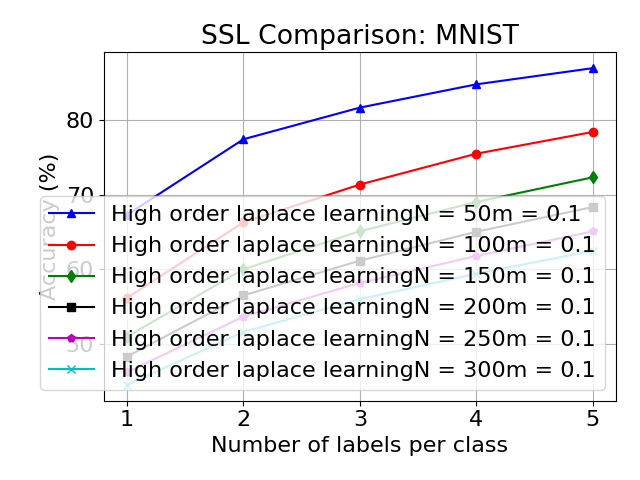 SSL Comparison: MNIST
Accuracy (%)
80
70
60
50
High order laplace learningN = 50m = 0.1
High order laplace learningN = 100m = 0.1
High order laplace learningN = 150m = 0.1
High order laplace learningN = 200m = 0.1
High order laplace learningN = 250m = 0.1
High order laplace learningN = 300m = 0.1
1 2 3 4 5
Number of labels per class